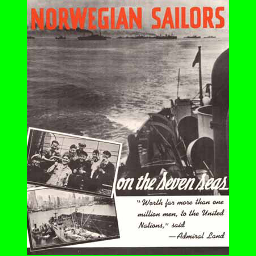 NORWEGIAN SAILORS
on the seven seas
"Worth far more than one
million men, to the United
Nations," said
—Admiral Land